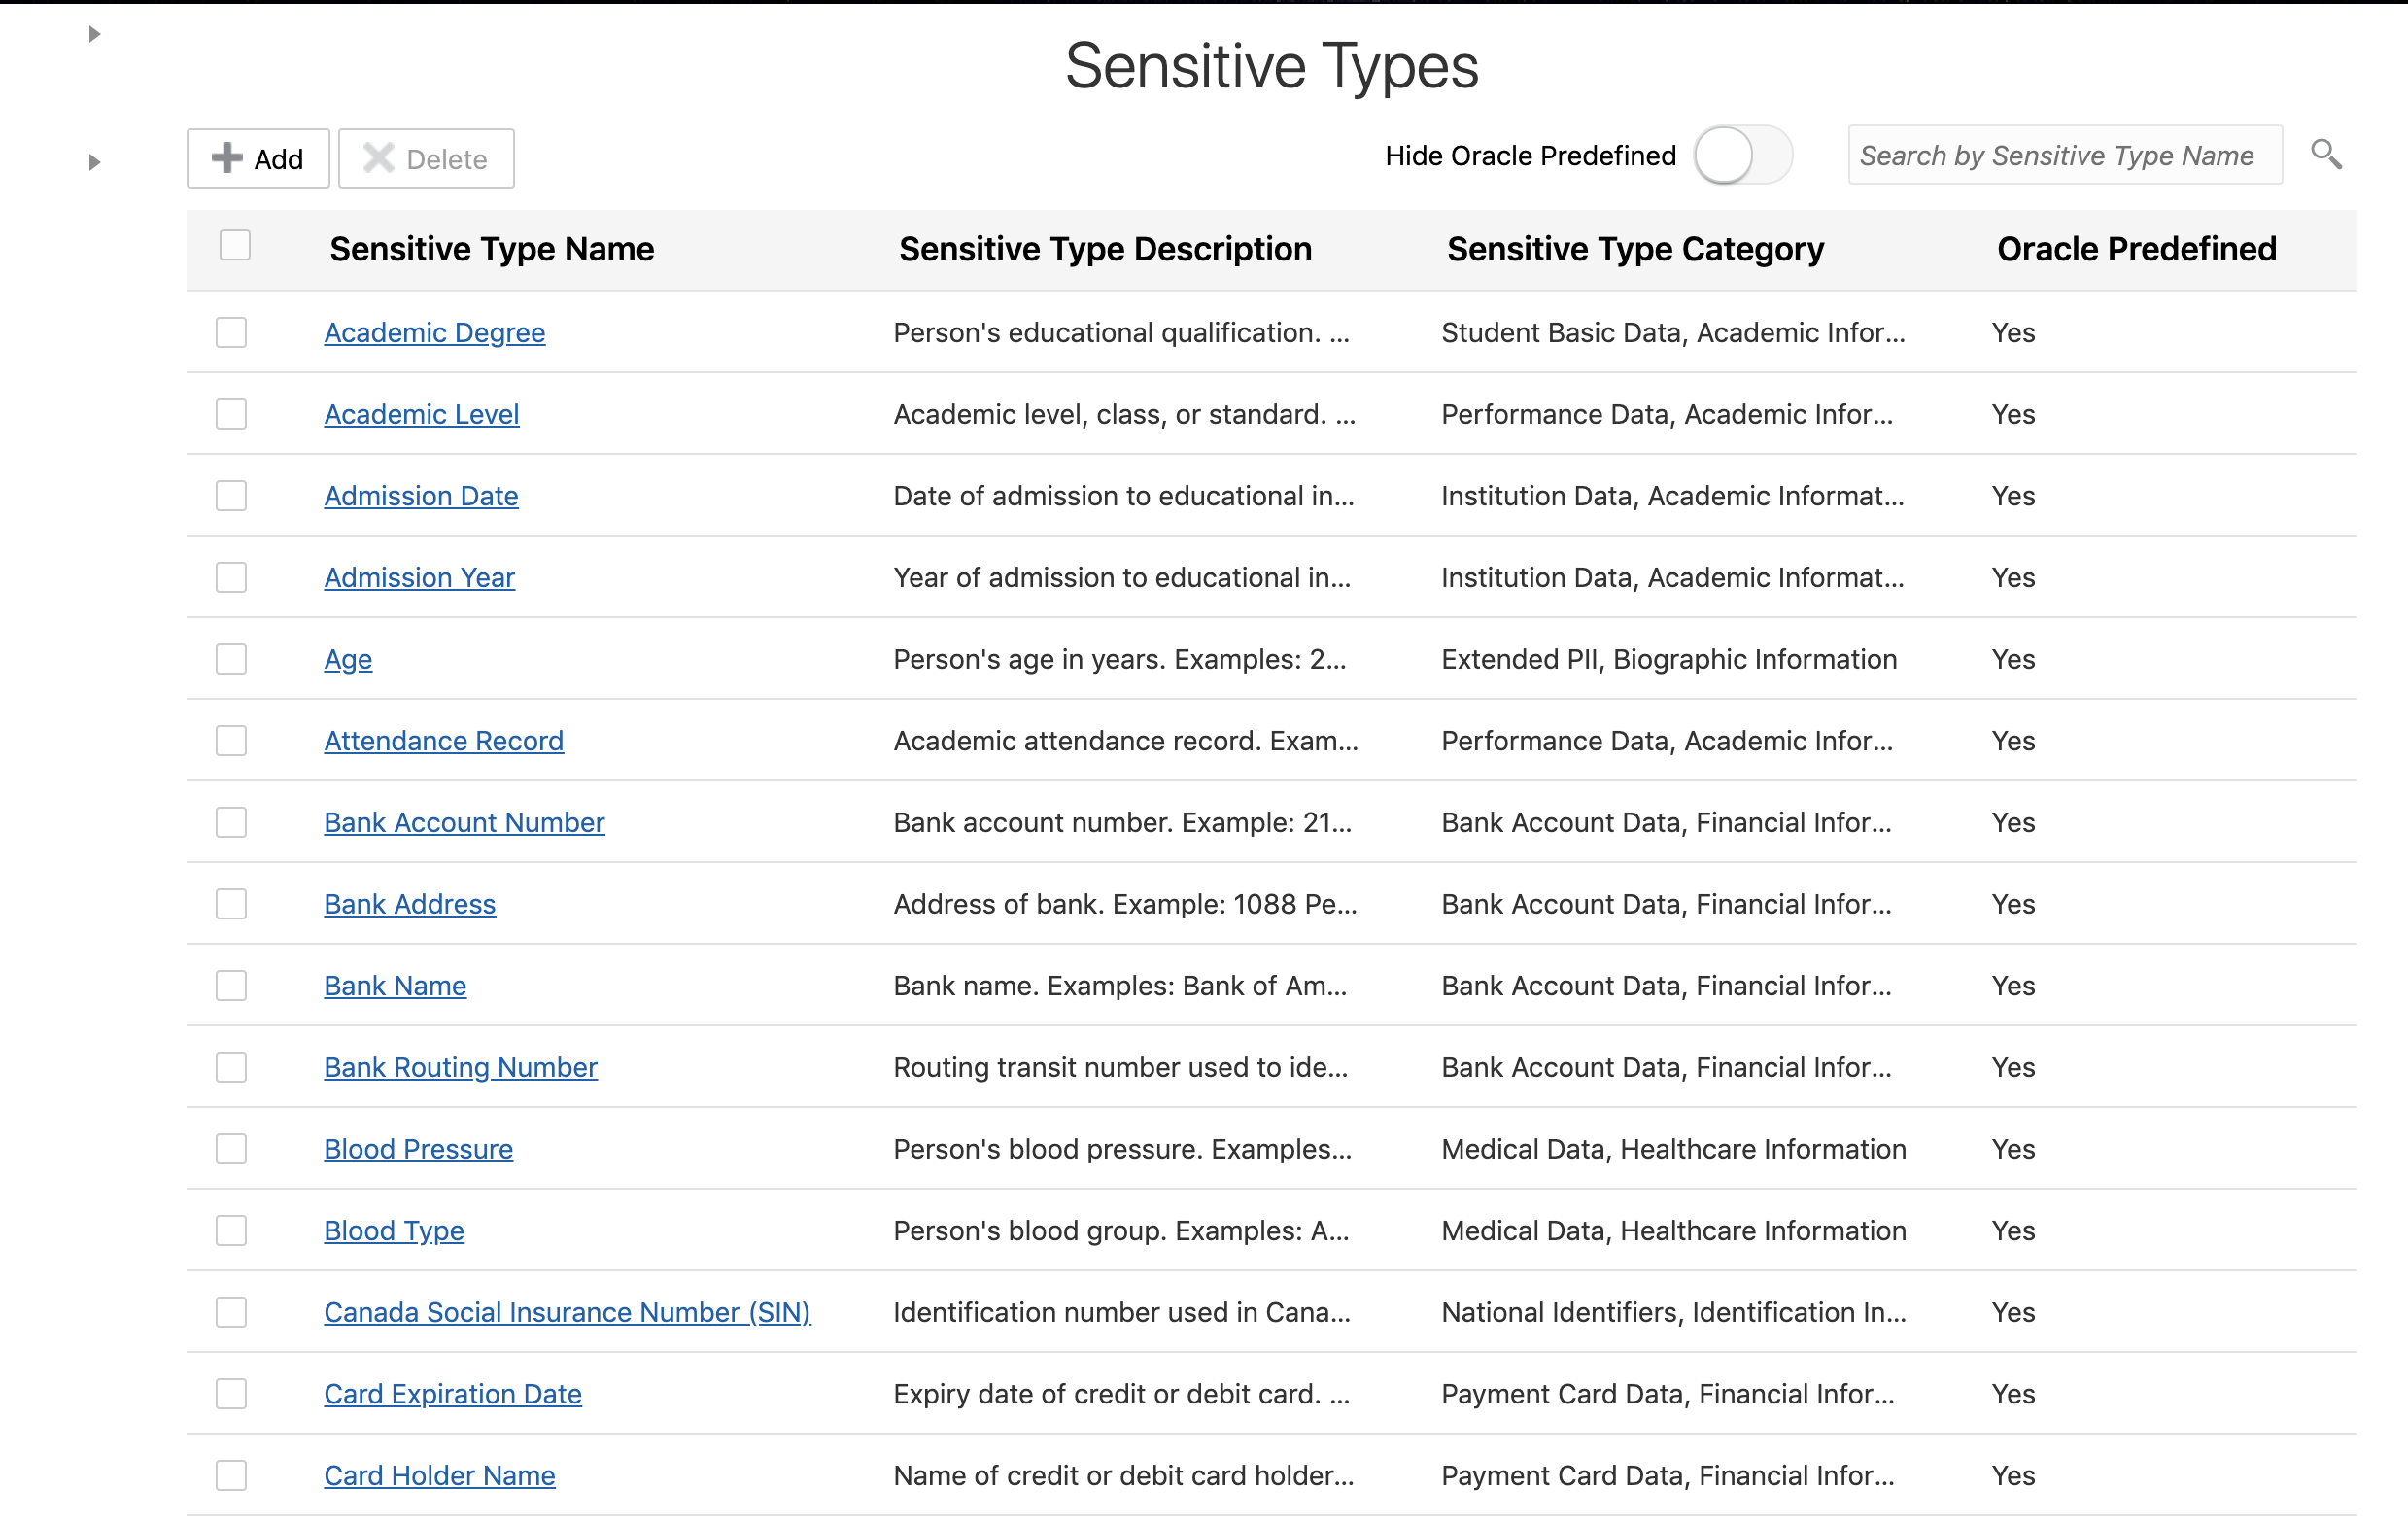 Sensitive Types
Add Delete Hide Oracle Predefined Search by Sensitive Type Name
Sensitive Type Name Sensitive Type Description Sensitive Type Category Oracle Predefined
Academic Degree Person's educational qualification. ... Student Basic Data, Academic Infor... Yes
Academic Level Academic level, class, or standard. ... Performance Data, Academic Infor... Yes
Admission Date Date of admission to educational in... Institution Data, Academic Informat... Yes
Admission Year Year of admission to educational in... Institution Data, Academic Informat... Yes
Age Person's age in years. Examples: 2... Extended PII, Biographic Information Yes
Attendance Record Academic attendance record. Exam... Performance Data, Academic Infor... Yes
Bank Account Number Bank account number. Example: 21... Bank Account Data, Financial Infor... Yes
Bank Address Address of bank. Example: 1088 Pe... Bank Account Data, Financial Infor... Yes
Bank Name Bank name. Examples: Bank of Am... Bank Account Data, Financial Infor... Yes
Bank Routing Number Routing transit number used to ide... Bank Account Data, Financial Infor... Yes
Blood Pressure Person's blood pressure. Examples... Medical Data, Healthcare Information Yes
Blood Type Person's blood group. Examples: A... Medical Data, Healthcare Information Yes
Canada Social Insurance Number (SIN) Identification number used in Cana... National Identifiers, Identification In... Yes
Card Expiration Date Expiry date of credit or debit card. ... Payment Card Data, Financial Infor... Yes
Card Holder Name Name of credit or debit card holder... Payment Card Data, Financial Infor... Yes